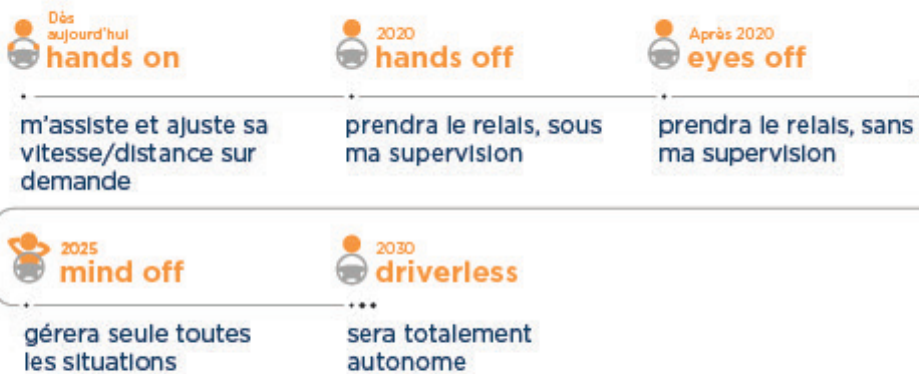 Dès
aujourd'hui
hands on
m'assiste et ajuste sa
vitesse/distance sur
demande
2020
hands off
prendra le relais, sous
ma supervision
Après 2020
eyes off
prendra le relais, sans
ma supervision
2025
mind off
gérera seule toutes
les situations
2030
driverless
sera totalement
autonome